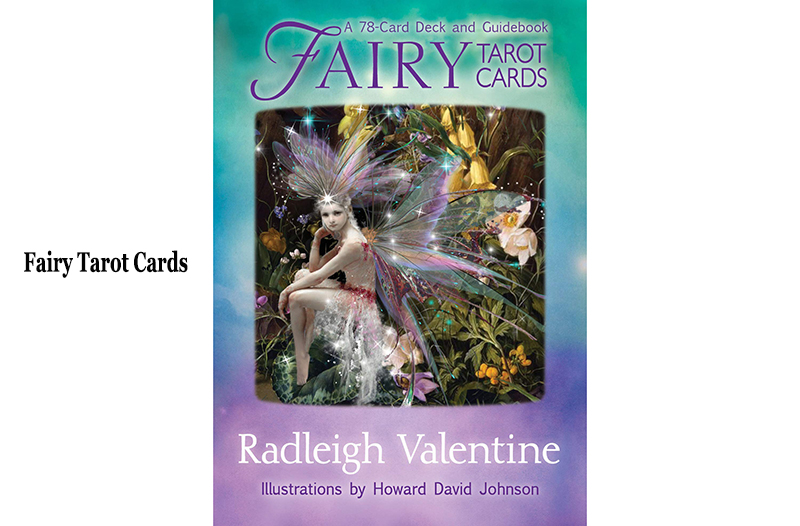 Fairy Tarot Cards
A 78-Card Deck and Guidebook
FAIRY TAROT
CARDS
Radleigh Valentine
Illustrations by Howard David Johnson